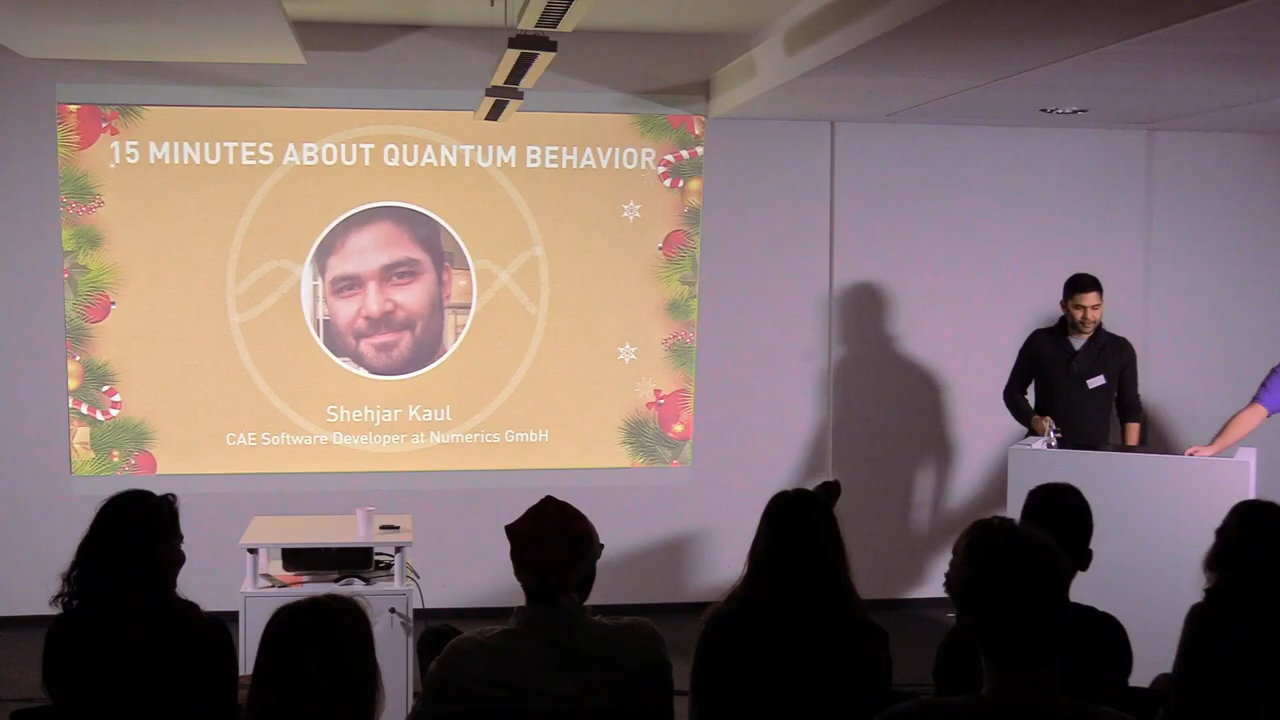 15 MINUTES ABOUT QUANTUM BEHAVIOR
Shehjar Kaul
CAE Software Developer at Numerics GmbH